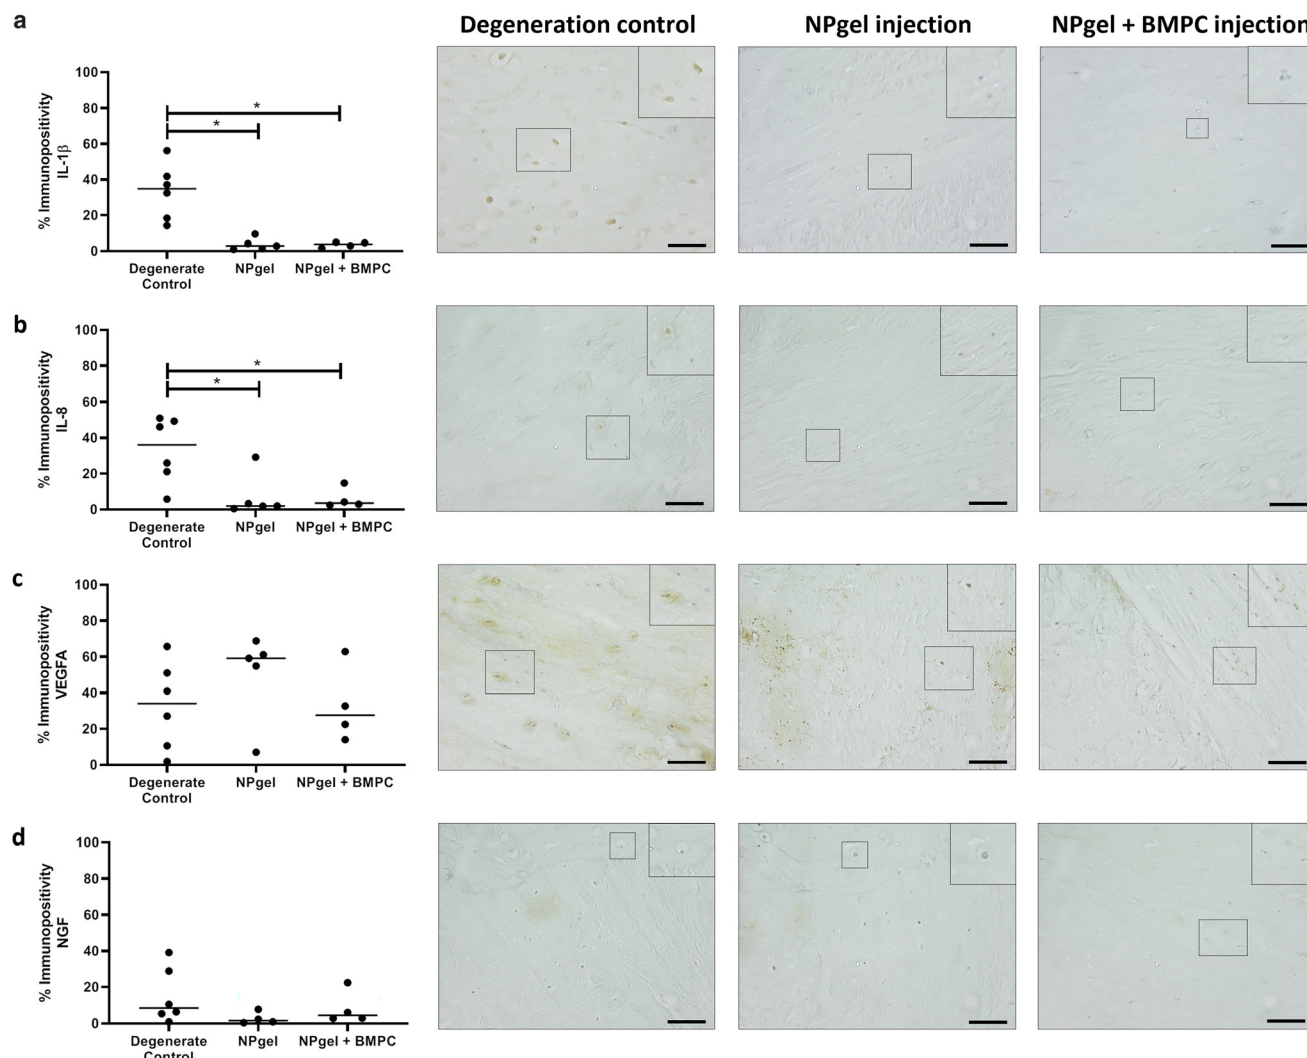 a
Degeneration control
NPgel injection
NPgel + BMPC injection
% Immunopositivity
IL-1β
100
80
60
40
20
0
*
*
Degenerate
Control
NPgel
NPgel + BMPC
b
% Immunopositivity
IL-8
100
80
60
40
20
0
*
*
Degenerate
Control
NPgel
NPgel + BMPC
c
% Immunopositivity
VEGFA
100
80
60
40
20
0
Degenerate
Control
NPgel
NPgel + BMPC
d
% Immunopositivity
NGF
100
80
60
40
20
0
Degenerate
Control
NPgel
NPgel + BMPC